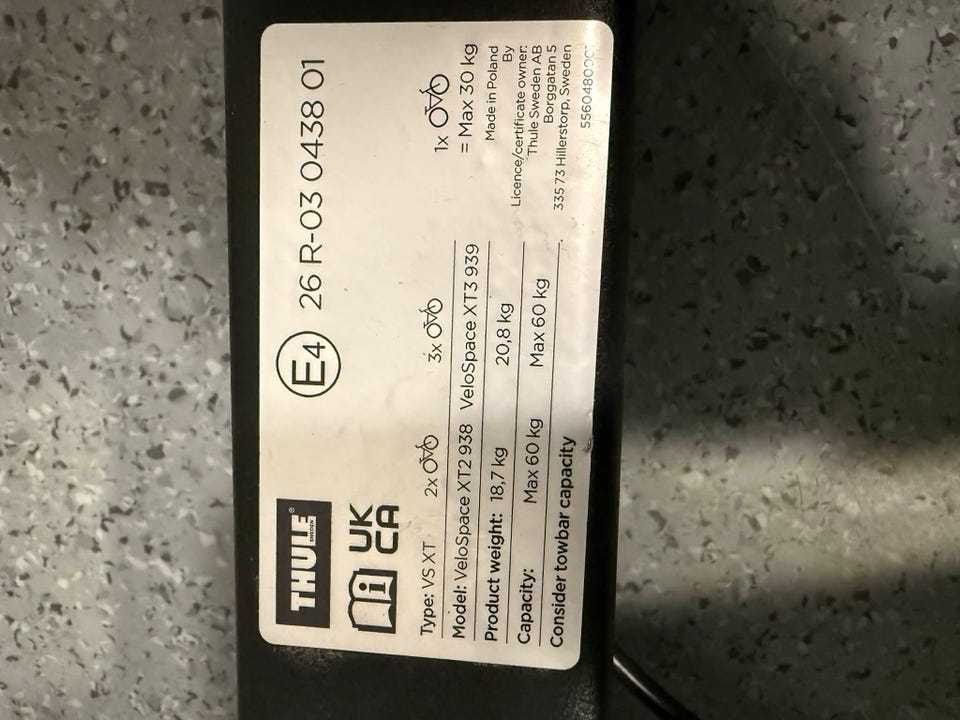 THULE®
SWEDEN
E4 26 R-03 0438 01
UK
CA
Type: VS XT 2x 3x
Model: VeloSpace XT2 938 VeloSpace XT3 939
Product weight: 18,7 kg 20,8 kg
Capacity: Max 60 kg Max 60 kg
Consider towbar capacity
1x
= Max 30 kg
Made in Poland
By
Licence/certificate owner:
Thule Sweden AB
Borggatan 5
335 73 Hillerstorp, Sweden